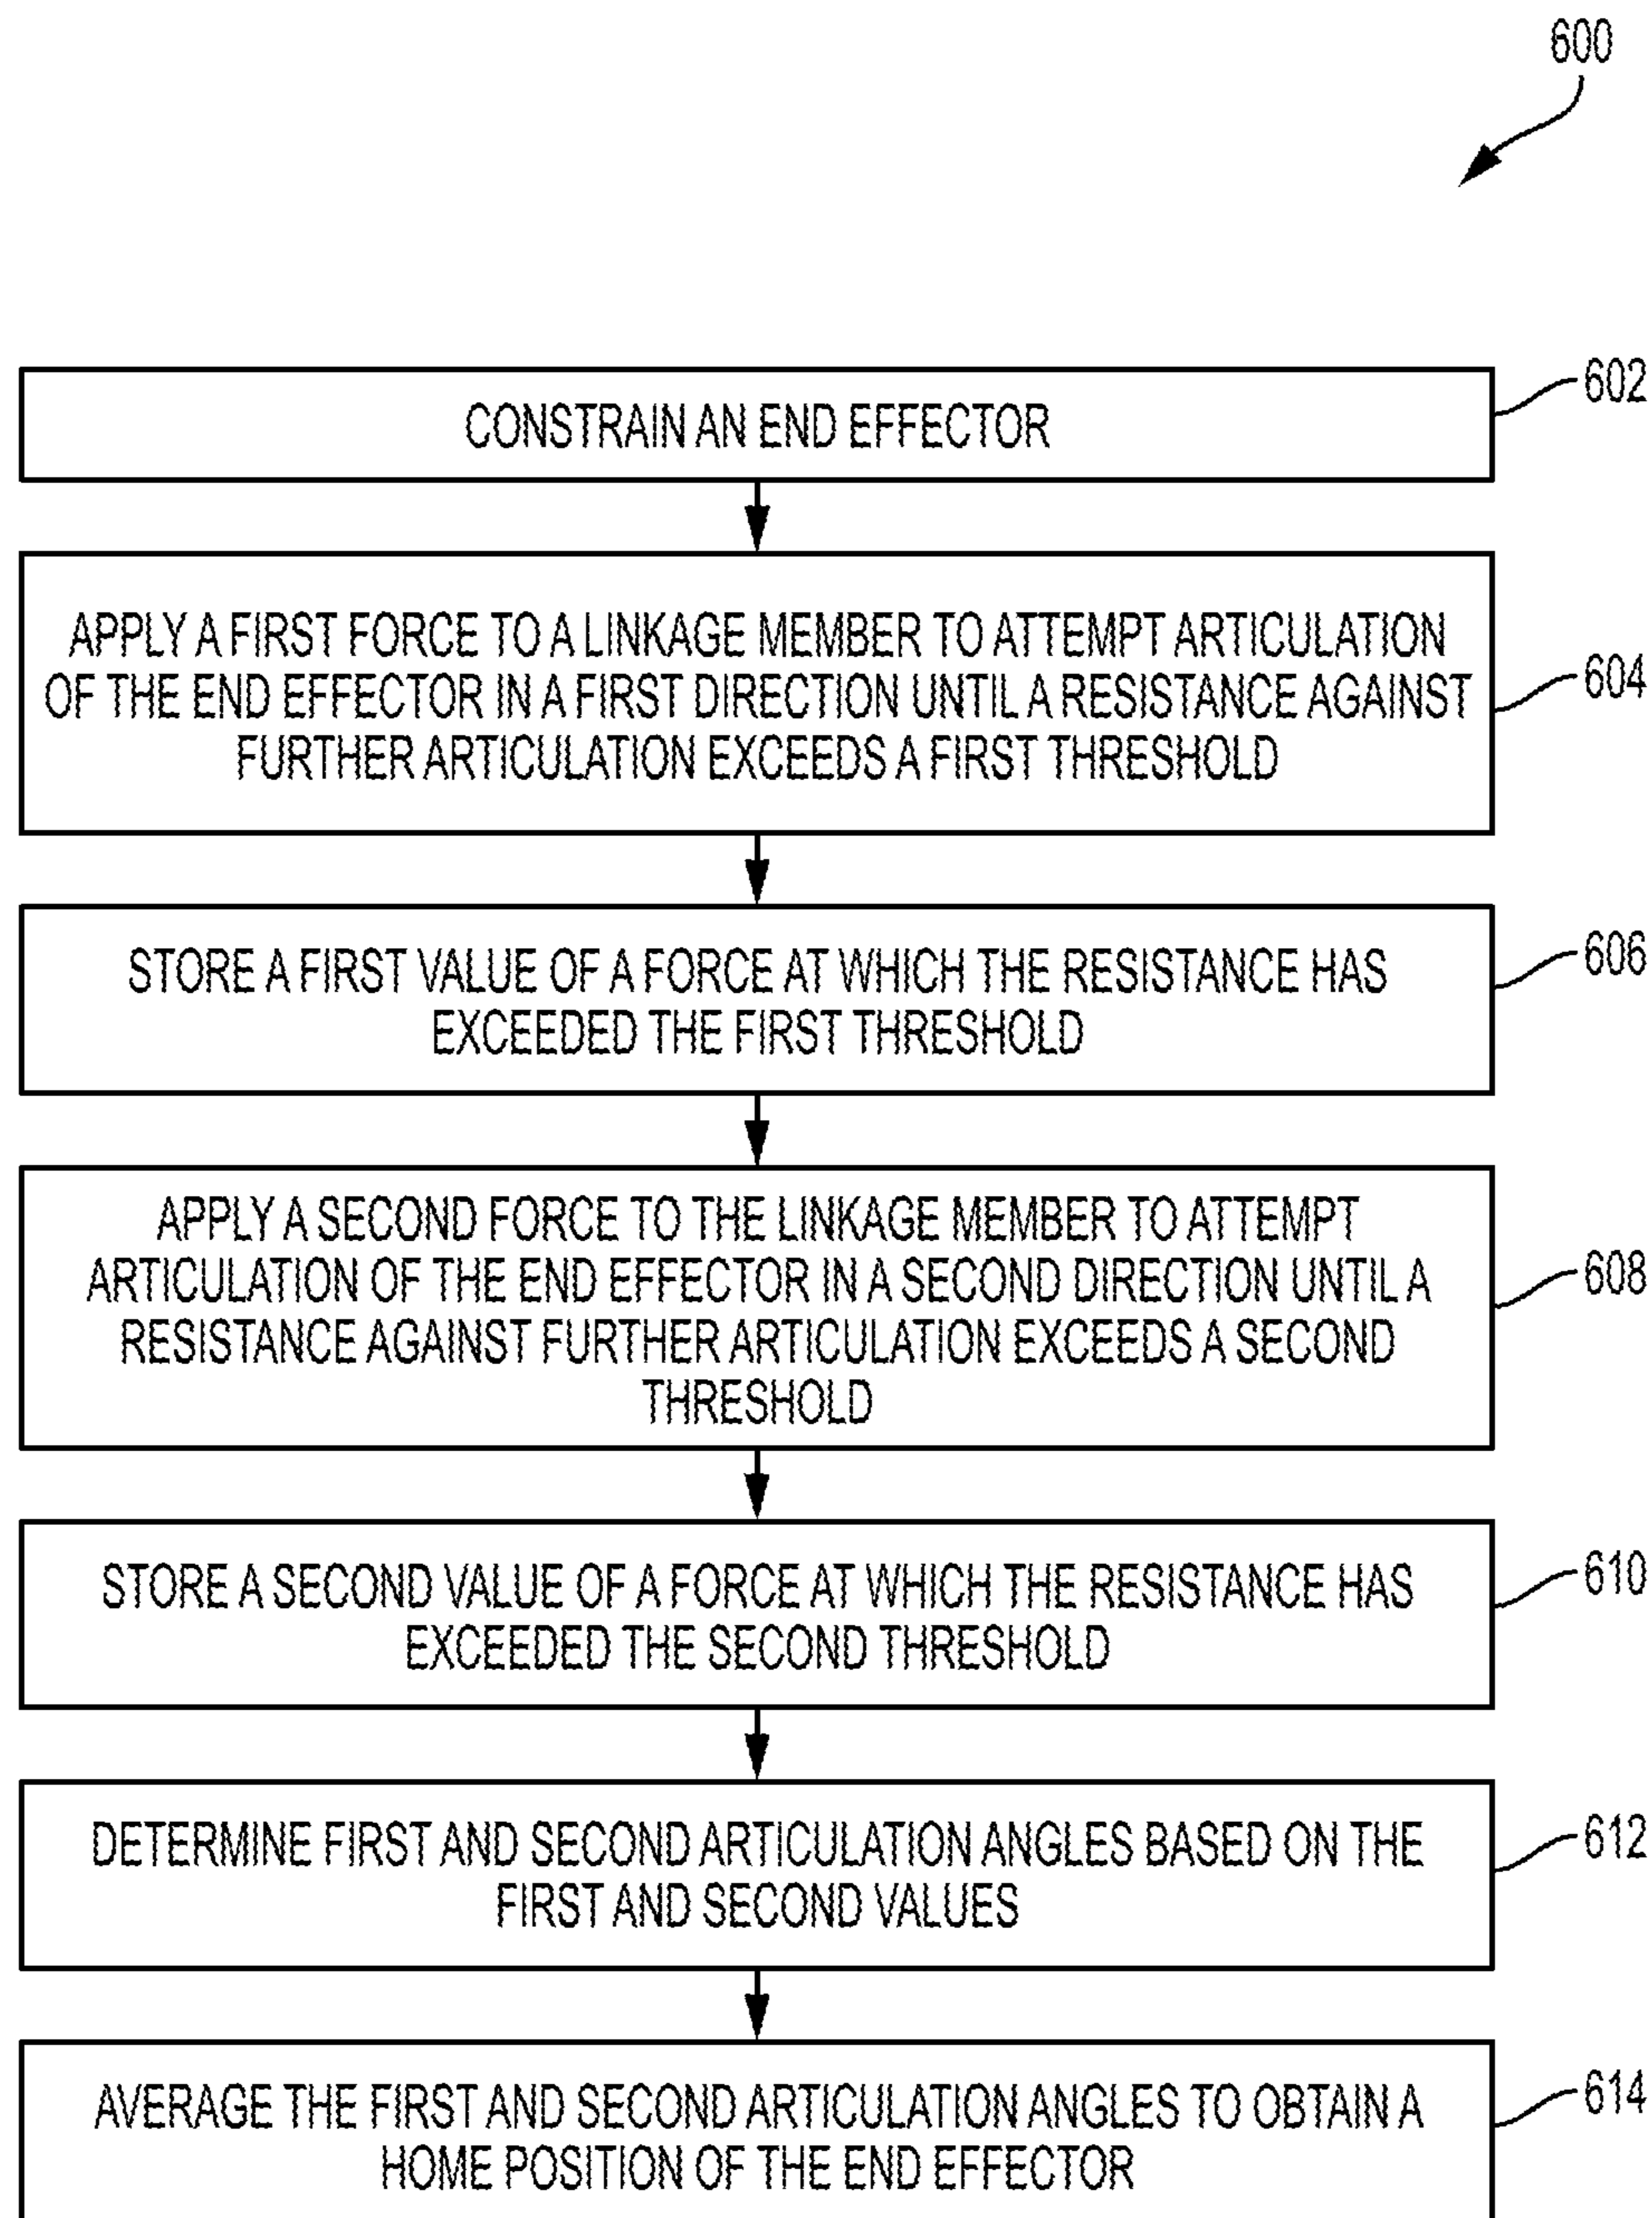 600
CONSTRAIN AN END EFFECTOR
602
APPLY A FIRST FORCE TO A LINKAGE MEMBER TO ATTEMPT ARTICULATION
OF THE END EFFECTOR IN A FIRST DIRECTION UNTIL A RESISTANCE AGAINST
FURTHER ARTICULATION EXCEEDS A FIRST THRESHOLD
604
STORE A FIRST VALUE OF A FORCE AT WHICH THE RESISTANCE HAS
EXCEEDED THE FIRST THRESHOLD
606
APPLY A SECOND FORCE TO THE LINKAGE MEMBER TO ATTEMPT
ARTICULATION OF THE END EFFECTOR IN A SECOND DIRECTION UNTIL A
RESISTANCE AGAINST FURTHER ARTICULATION EXCEEDS A SECOND
THRESHOLD
608
STORE A SECOND VALUE OF A FORCE AT WHICH THE RESISTANCE HAS
EXCEEDED THE SECOND THRESHOLD
610
DETERMINE FIRST AND SECOND ARTICULATION ANGLES BASED ON THE
FIRST AND SECOND VALUES
612
AVERAGE THE FIRST AND SECOND ARTICULATION ANGLES TO OBTAIN A
HOME POSITION OF THE END EFFECTOR
614